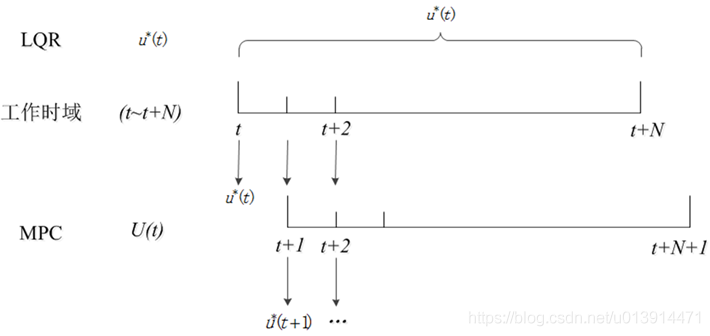 u*(t)
LQR u*(t)
工作时域 (t~t+N)
t t+2 t+N
u*(t)
MPC U(t)
t+1 t+2 t+N+1
u*(t+1) ...
https://blog.csdn.net/u013914471